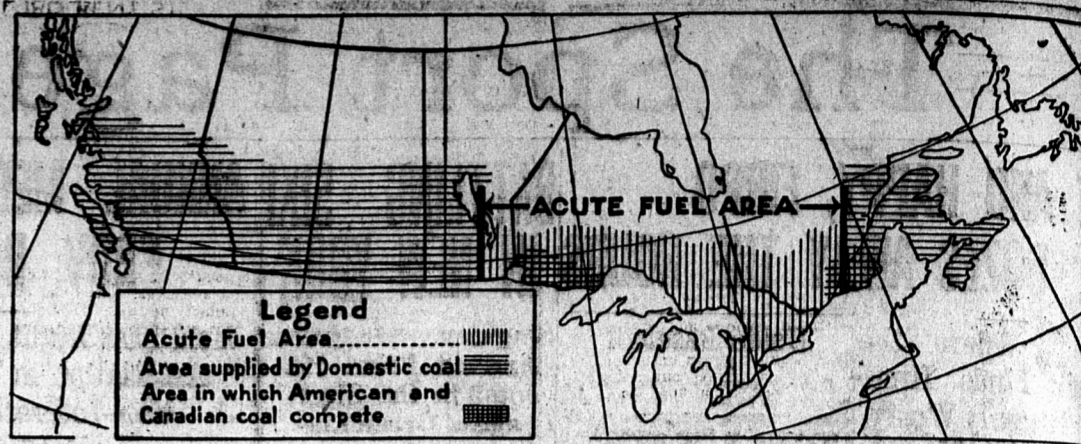 ACUTE FUEL AREA
Legend
Acute Fuel Area
Area supplied by Domestic coal
Area in which American and
Canadian coal compete